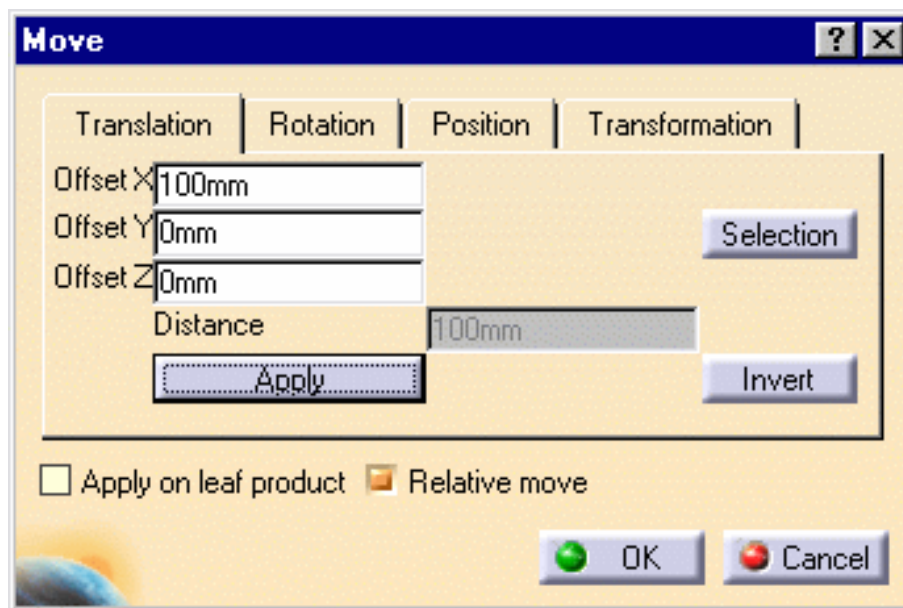 Move
Translation Rotation Position Transformation
Offset X 100mm
Offset Y 0mm Selection
Offset Z 0mm
Distance 100mm
Apply Invert
Apply on leaf product Relative move
OK Cancel